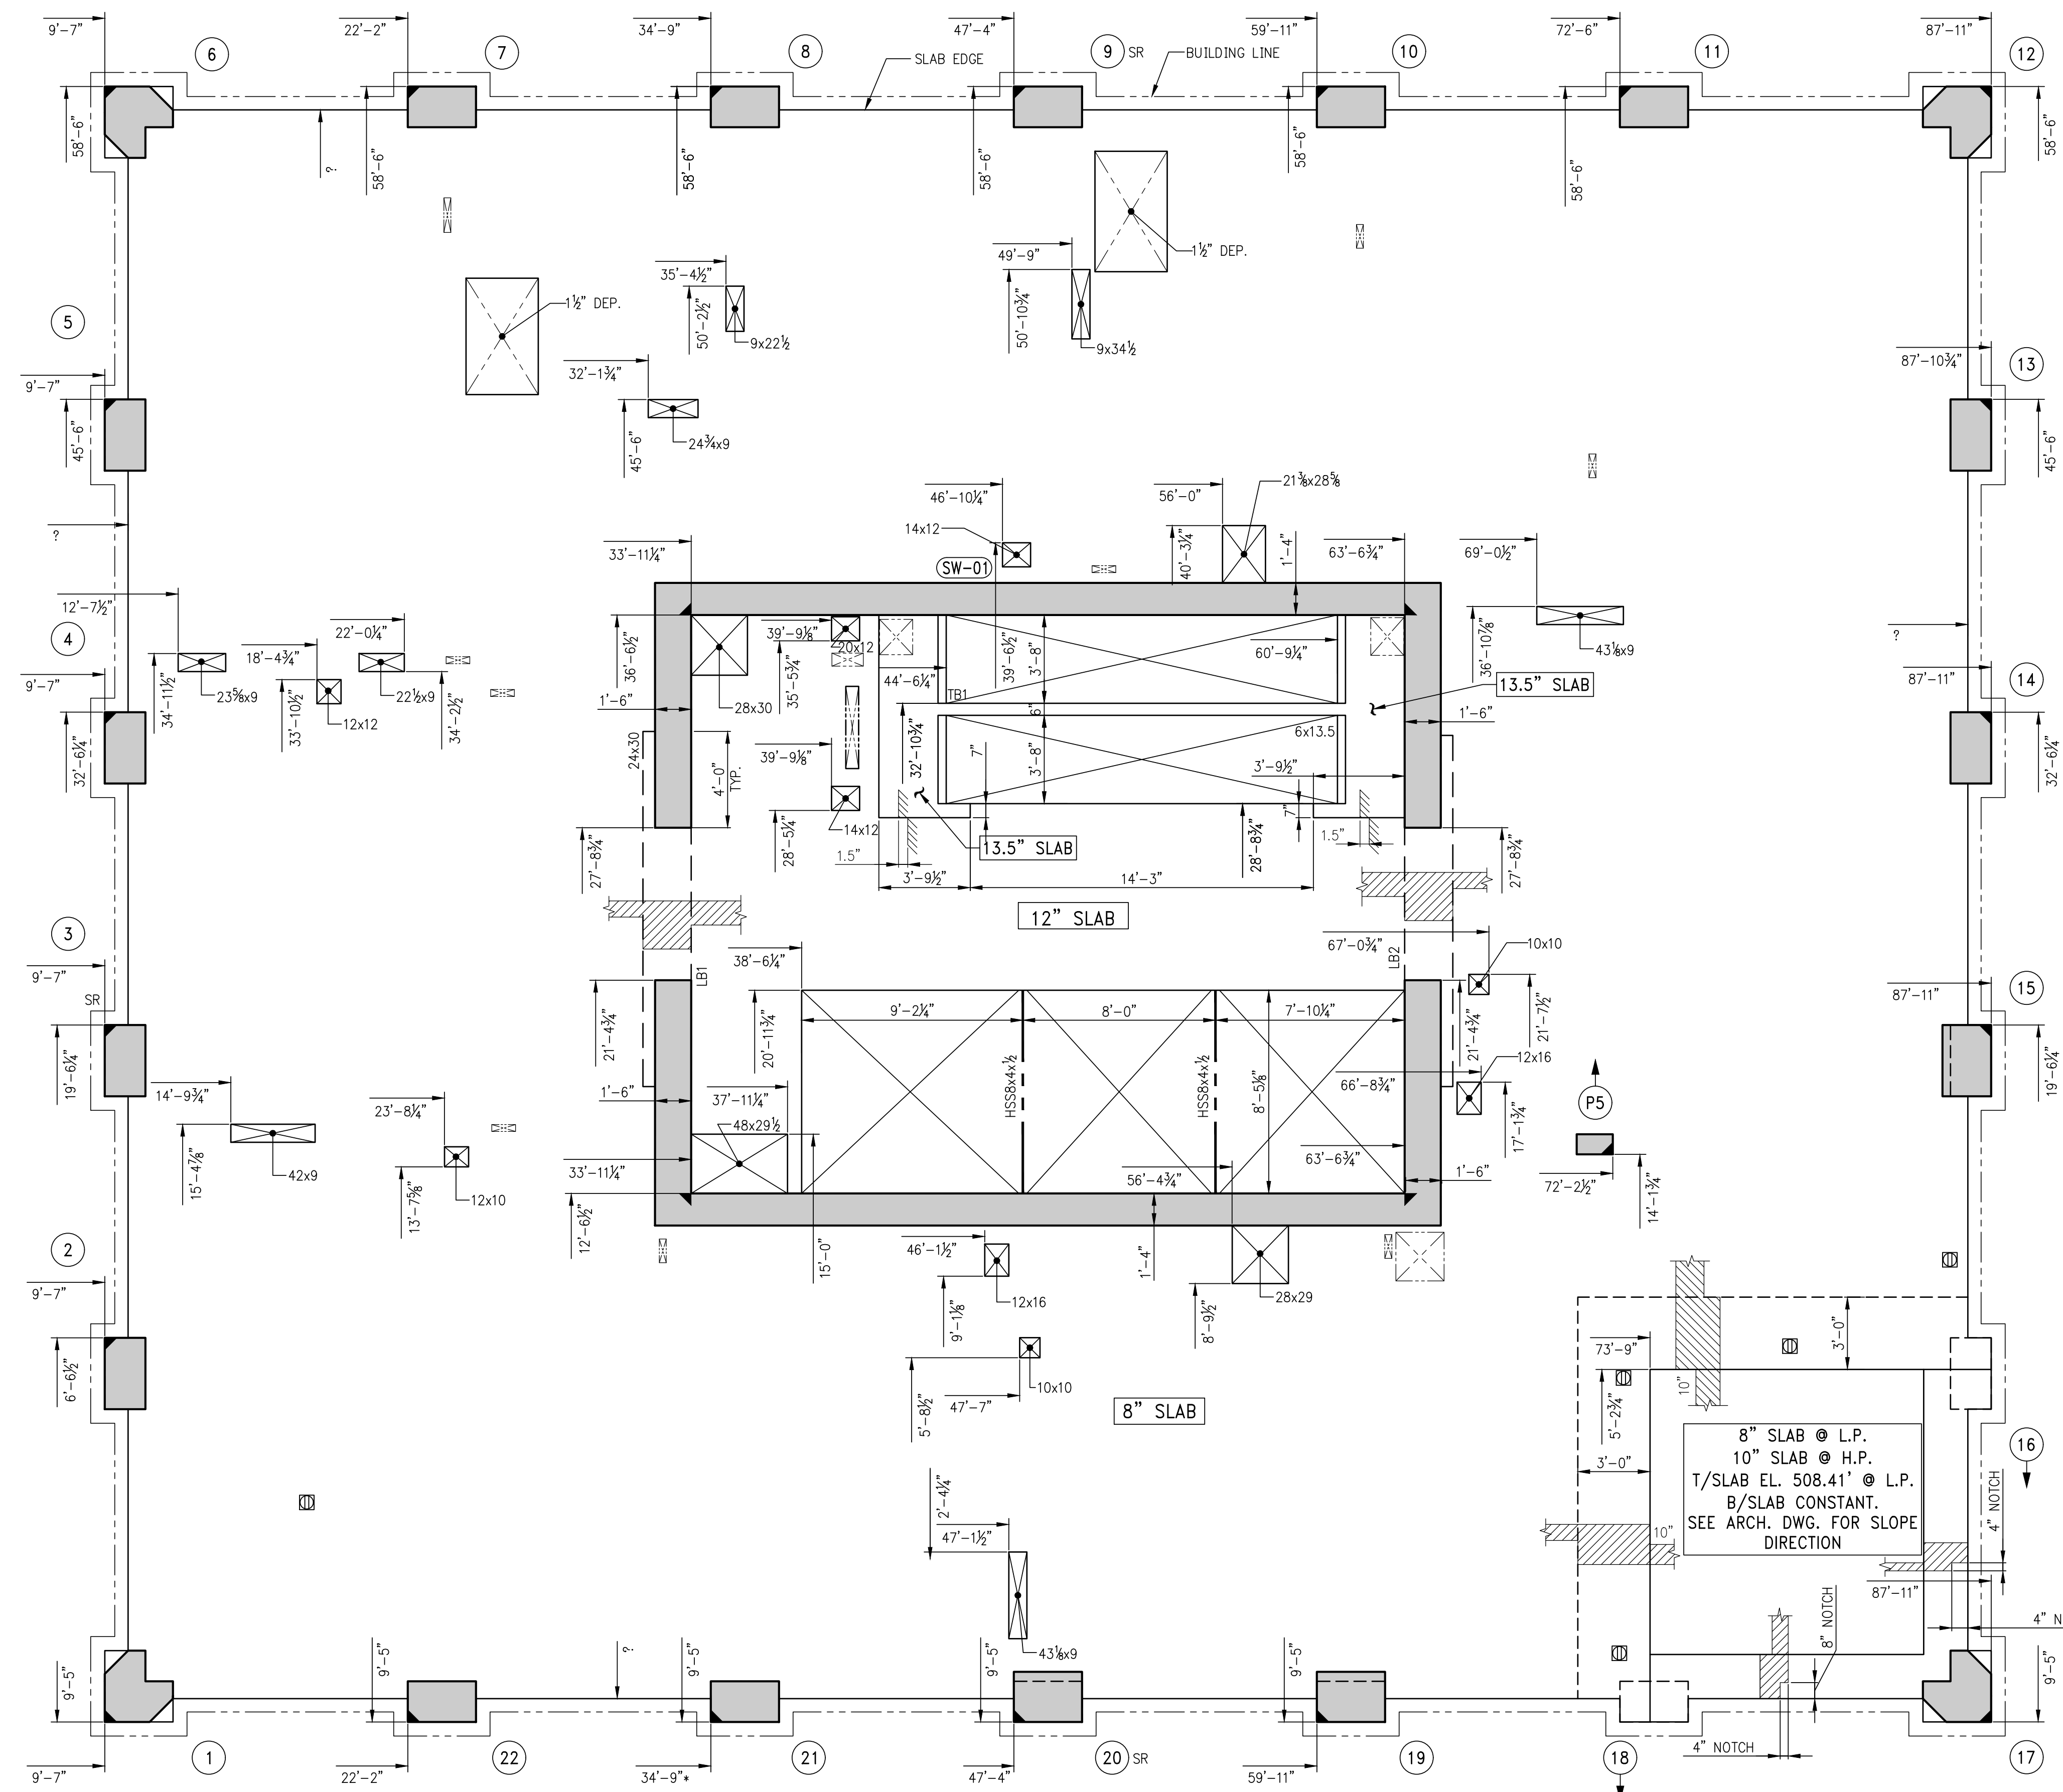 9'-7"
22'-2"
34'-9"
47'-4"
59'-11"
72'-6"
87'-11"
6
7
8
9 SR
10
11
12
SLAB EDGE
BUILDING LINE
58'-6"
58'-6"
58'-6"
58'-6"
58'-6"
58'-6"
58'-6"
?
1½" DEP.
1½" DEP.
49'-9"
50'-10¾"
9x34½
35'-4½"
50'-2½"
9x22½
32'-1¾"
45'-6"
24¾x9
5
9'-7"
45'-6"
?
13
87'-10¾"
45'-6"
46'-10¼"
14x12
39'-6½"
56'-0"
21⅜x28⅝
40'-3¼"
1'-4"
33'-11¼"
SW-01
63'-6¾"
69'-0½"
36'-10⅞"
43⅛x9
?
12'-7½"
4
9'-7"
34'-11½"
23⅝x9
18'-4¾"
33'-10½"
12x12
22'-0¼"
22½x9
34'-2½"
32'-6¼"
36'-6½"
1'-6"
28x30
39'-9⅛"
20x12
35'-5¾"
44'-6¼"
TB1
3'-8"
60'-9¼"
6"
13.5" SLAB
6x13.5
1'-6"
87'-11"
14
32'-6¼"
24x30
4'-0"
TYP.
39'-9⅛"
32'-10¾"
7"
3'-8"
3'-9½"
14x12
28'-5¼"
1.5"
13.5" SLAB
7"
1.5"
28'-8¾"
27'-8¾"
27'-8¾"
3'-9½"
14'-3"
12" SLAB
3
9'-7"
SR
19'-6¼"
38'-6¼"
LB1
LB2
67'-0¾"
10x10
21'-4¾"
20'-11¾"
9'-2¼"
8'-0"
7'-10¼"
21'-4¾"
21'-7½"
HSS8x4x½
HSS8x4x½
8'-5⅛"
12x16
66'-8¾"
17'-1¾"
87'-11"
15
19'-6¼"
P5
72'-2½"
14'-1¾"
14'-9¾"
15'-4⅞"
42x9
23'-8¼"
13'-7⅝"
12x10
1'-6"
37'-11¼"
48x29½
33'-11¼"
12'-6½"
15'-0"
63'-6¾"
56'-4¾"
1'-6"
1'-4"
46'-1½"
9'-1⅛"
12x16
8'-9½"
28x29
2
9'-7"
6'-6½"
5'-8½"
47'-7"
10x10
8" SLAB
73'-9"
5'-2¾"
3'-0"
3'-0"
10"
8" SLAB @ L.P.
10" SLAB @ H.P.
T/SLAB EL. 508.41' @ L.P.
B/SLAB CONSTANT.
SEE ARCH. DWG. FOR SLOPE
DIRECTION
10"
16
4" NOTCH
87'-11"
4" N
8" NOTCH
4" NOTCH
2'-4¼"
47'-1½"
43⅛x9
?
9'-5"
9'-5"
9'-5"
9'-5"
9'-5"
9'-5"
1
22
21
20 SR
19
18
17
9'-7"
22'-2"
34'-9"*
47'-4"
59'-11"